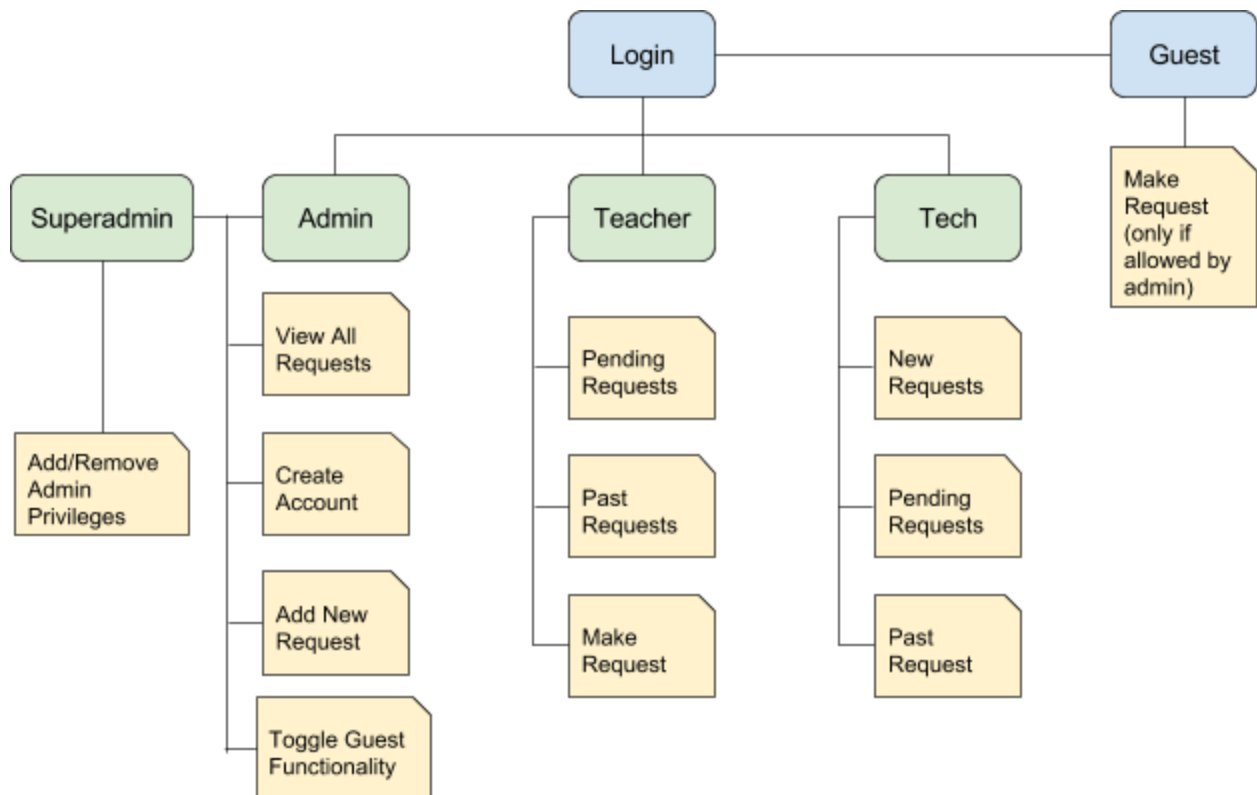 Login
Guest
Superadmin
Admin
Teacher
Tech
Make
Request
(only if
allowed by
admin)
View All
Requests
Pending
Requests
New
Requests
Add/Remove
Admin
Privileges
Create
Account
Past
Requests
Pending
Requests
Add New
Request
Make
Request
Past
Request
Toggle Guest
Functionality